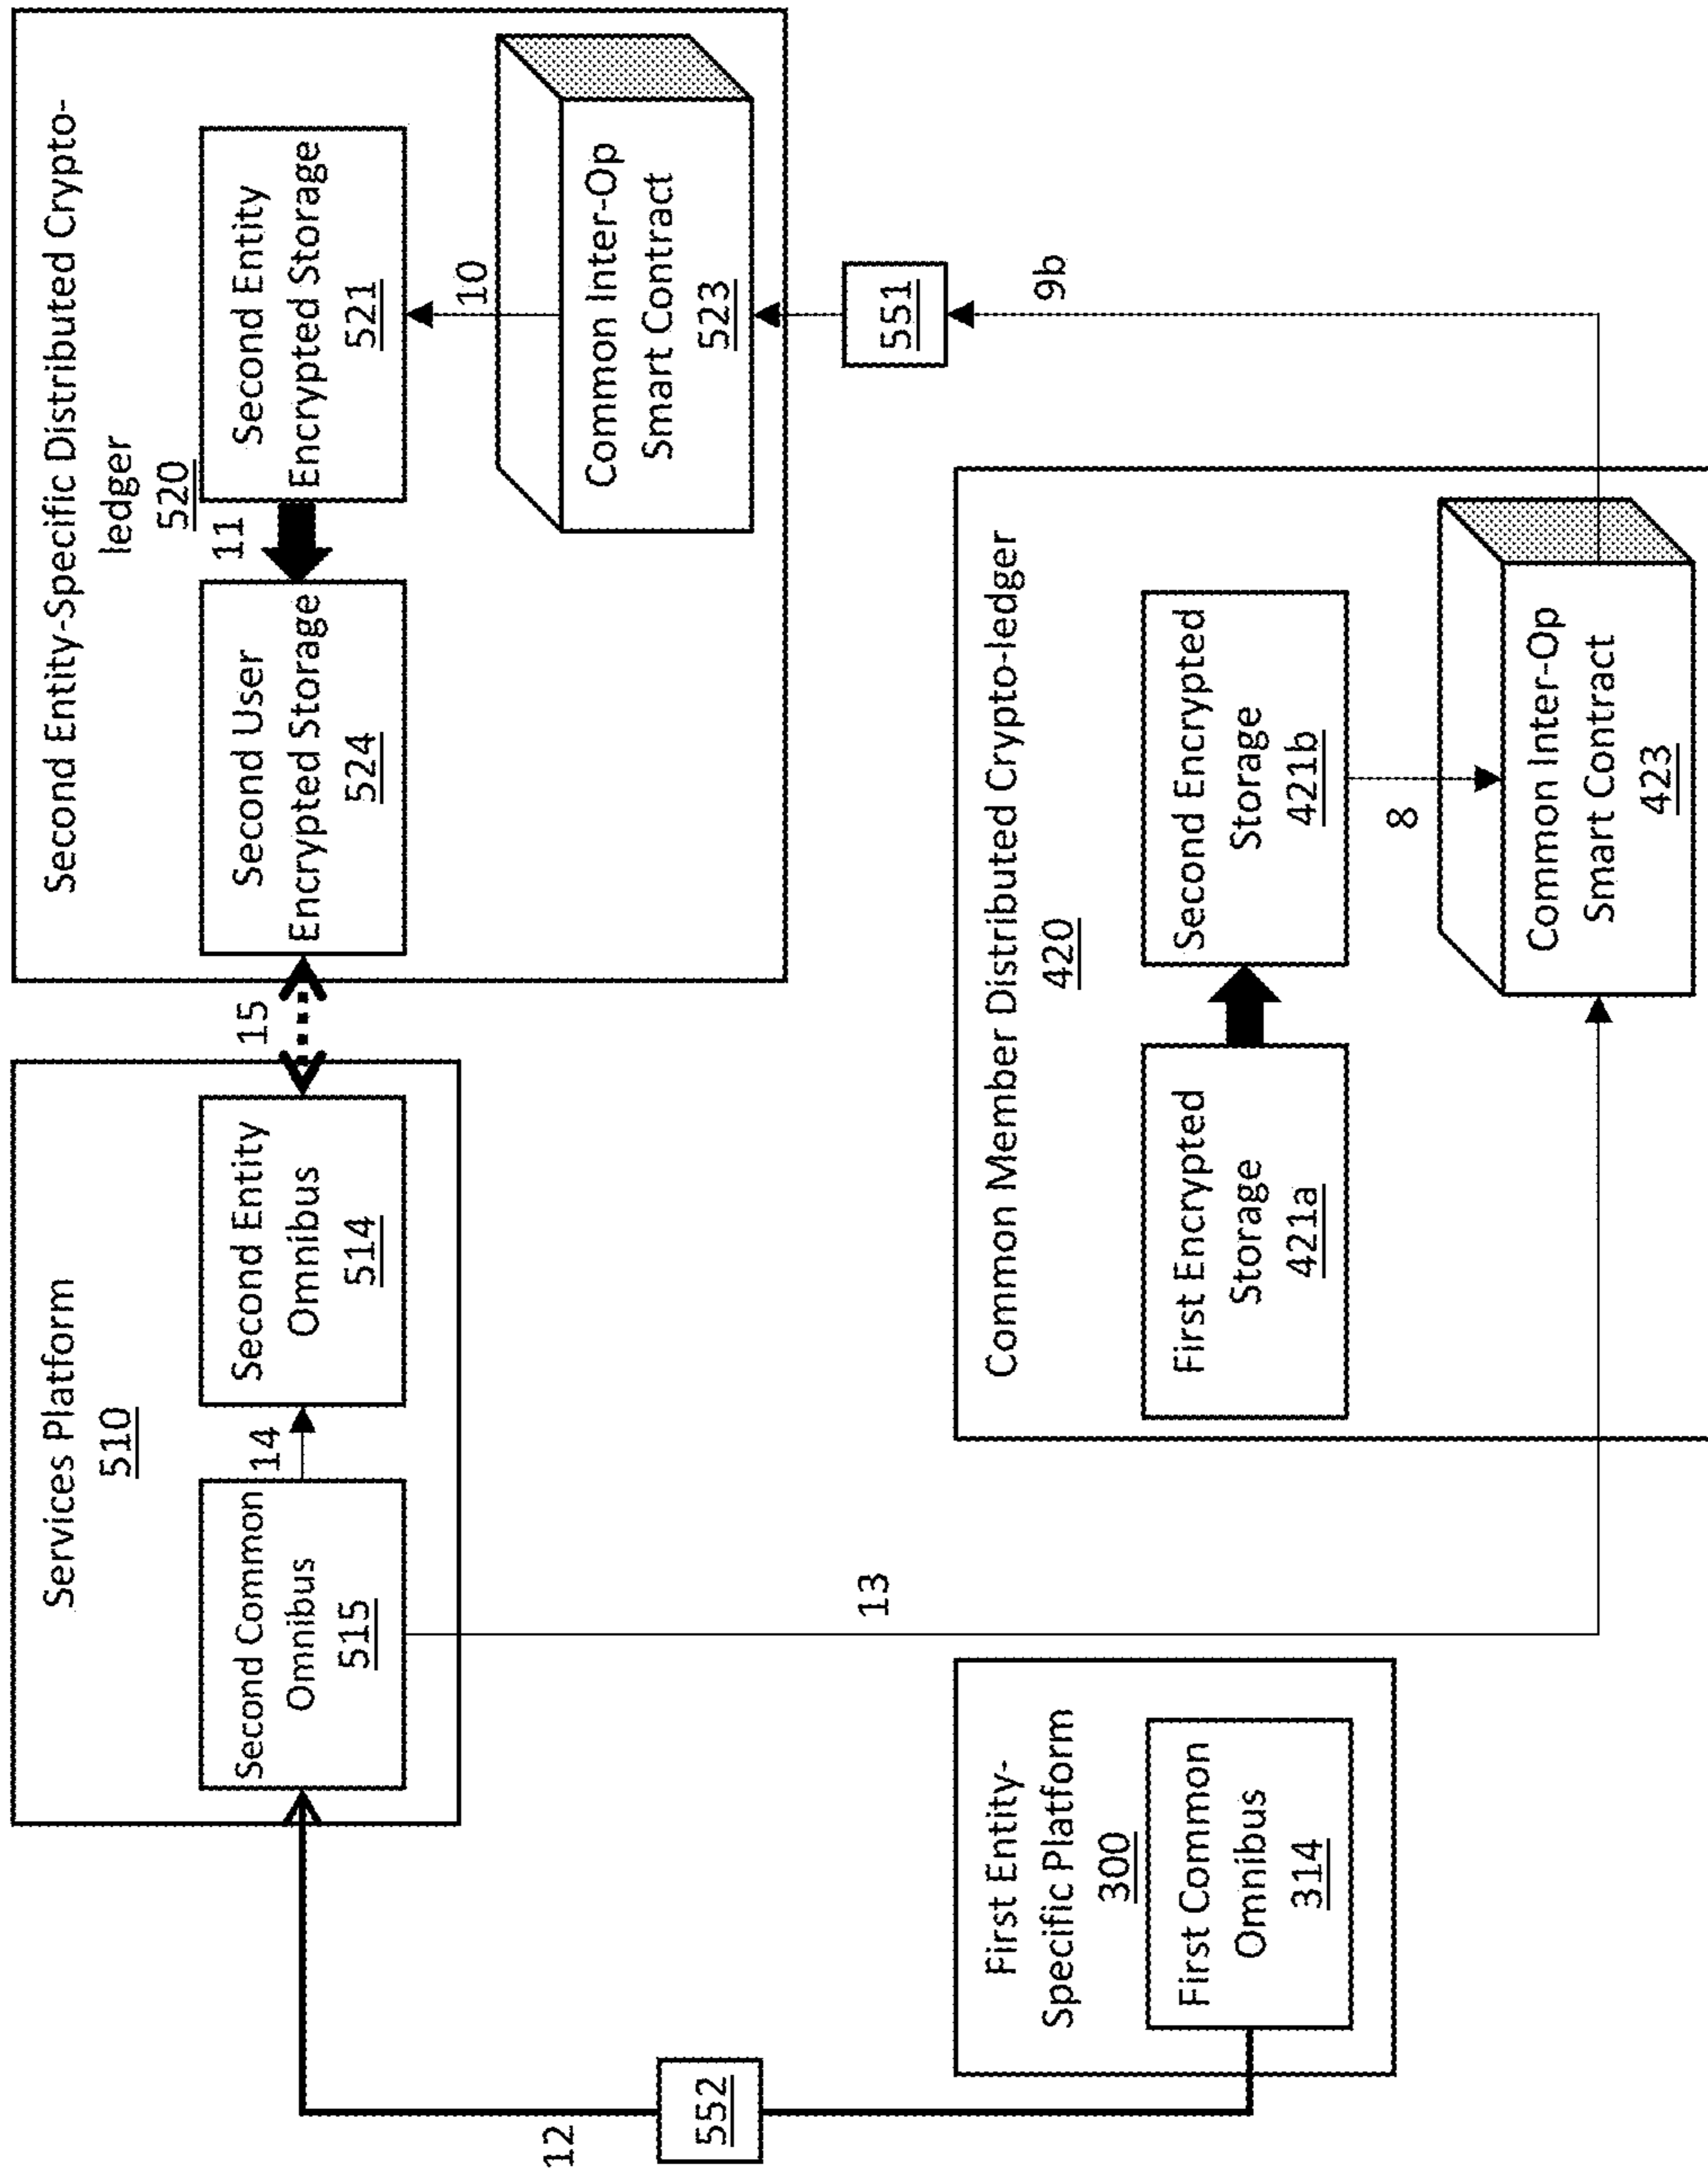 Services Platform
510
Second Common
Omnibus
515
14
Second Entity
Omnibus
514
15
Second Entity-Specific Distributed Crypto-
ledger
520
Second User
Encrypted Storage
524
11
Second Entity
Encrypted Storage
521
10
Common Inter-Op
Smart Contract
523
12
552
13
551
9b
First Entity-
Specific Platform
300
First Common
Omnibus
314
Common Member Distributed Crypto-ledger
420
First Encrypted
Storage
421a
Second Encrypted
Storage
421b
8
Common Inter-Op
Smart Contract
423